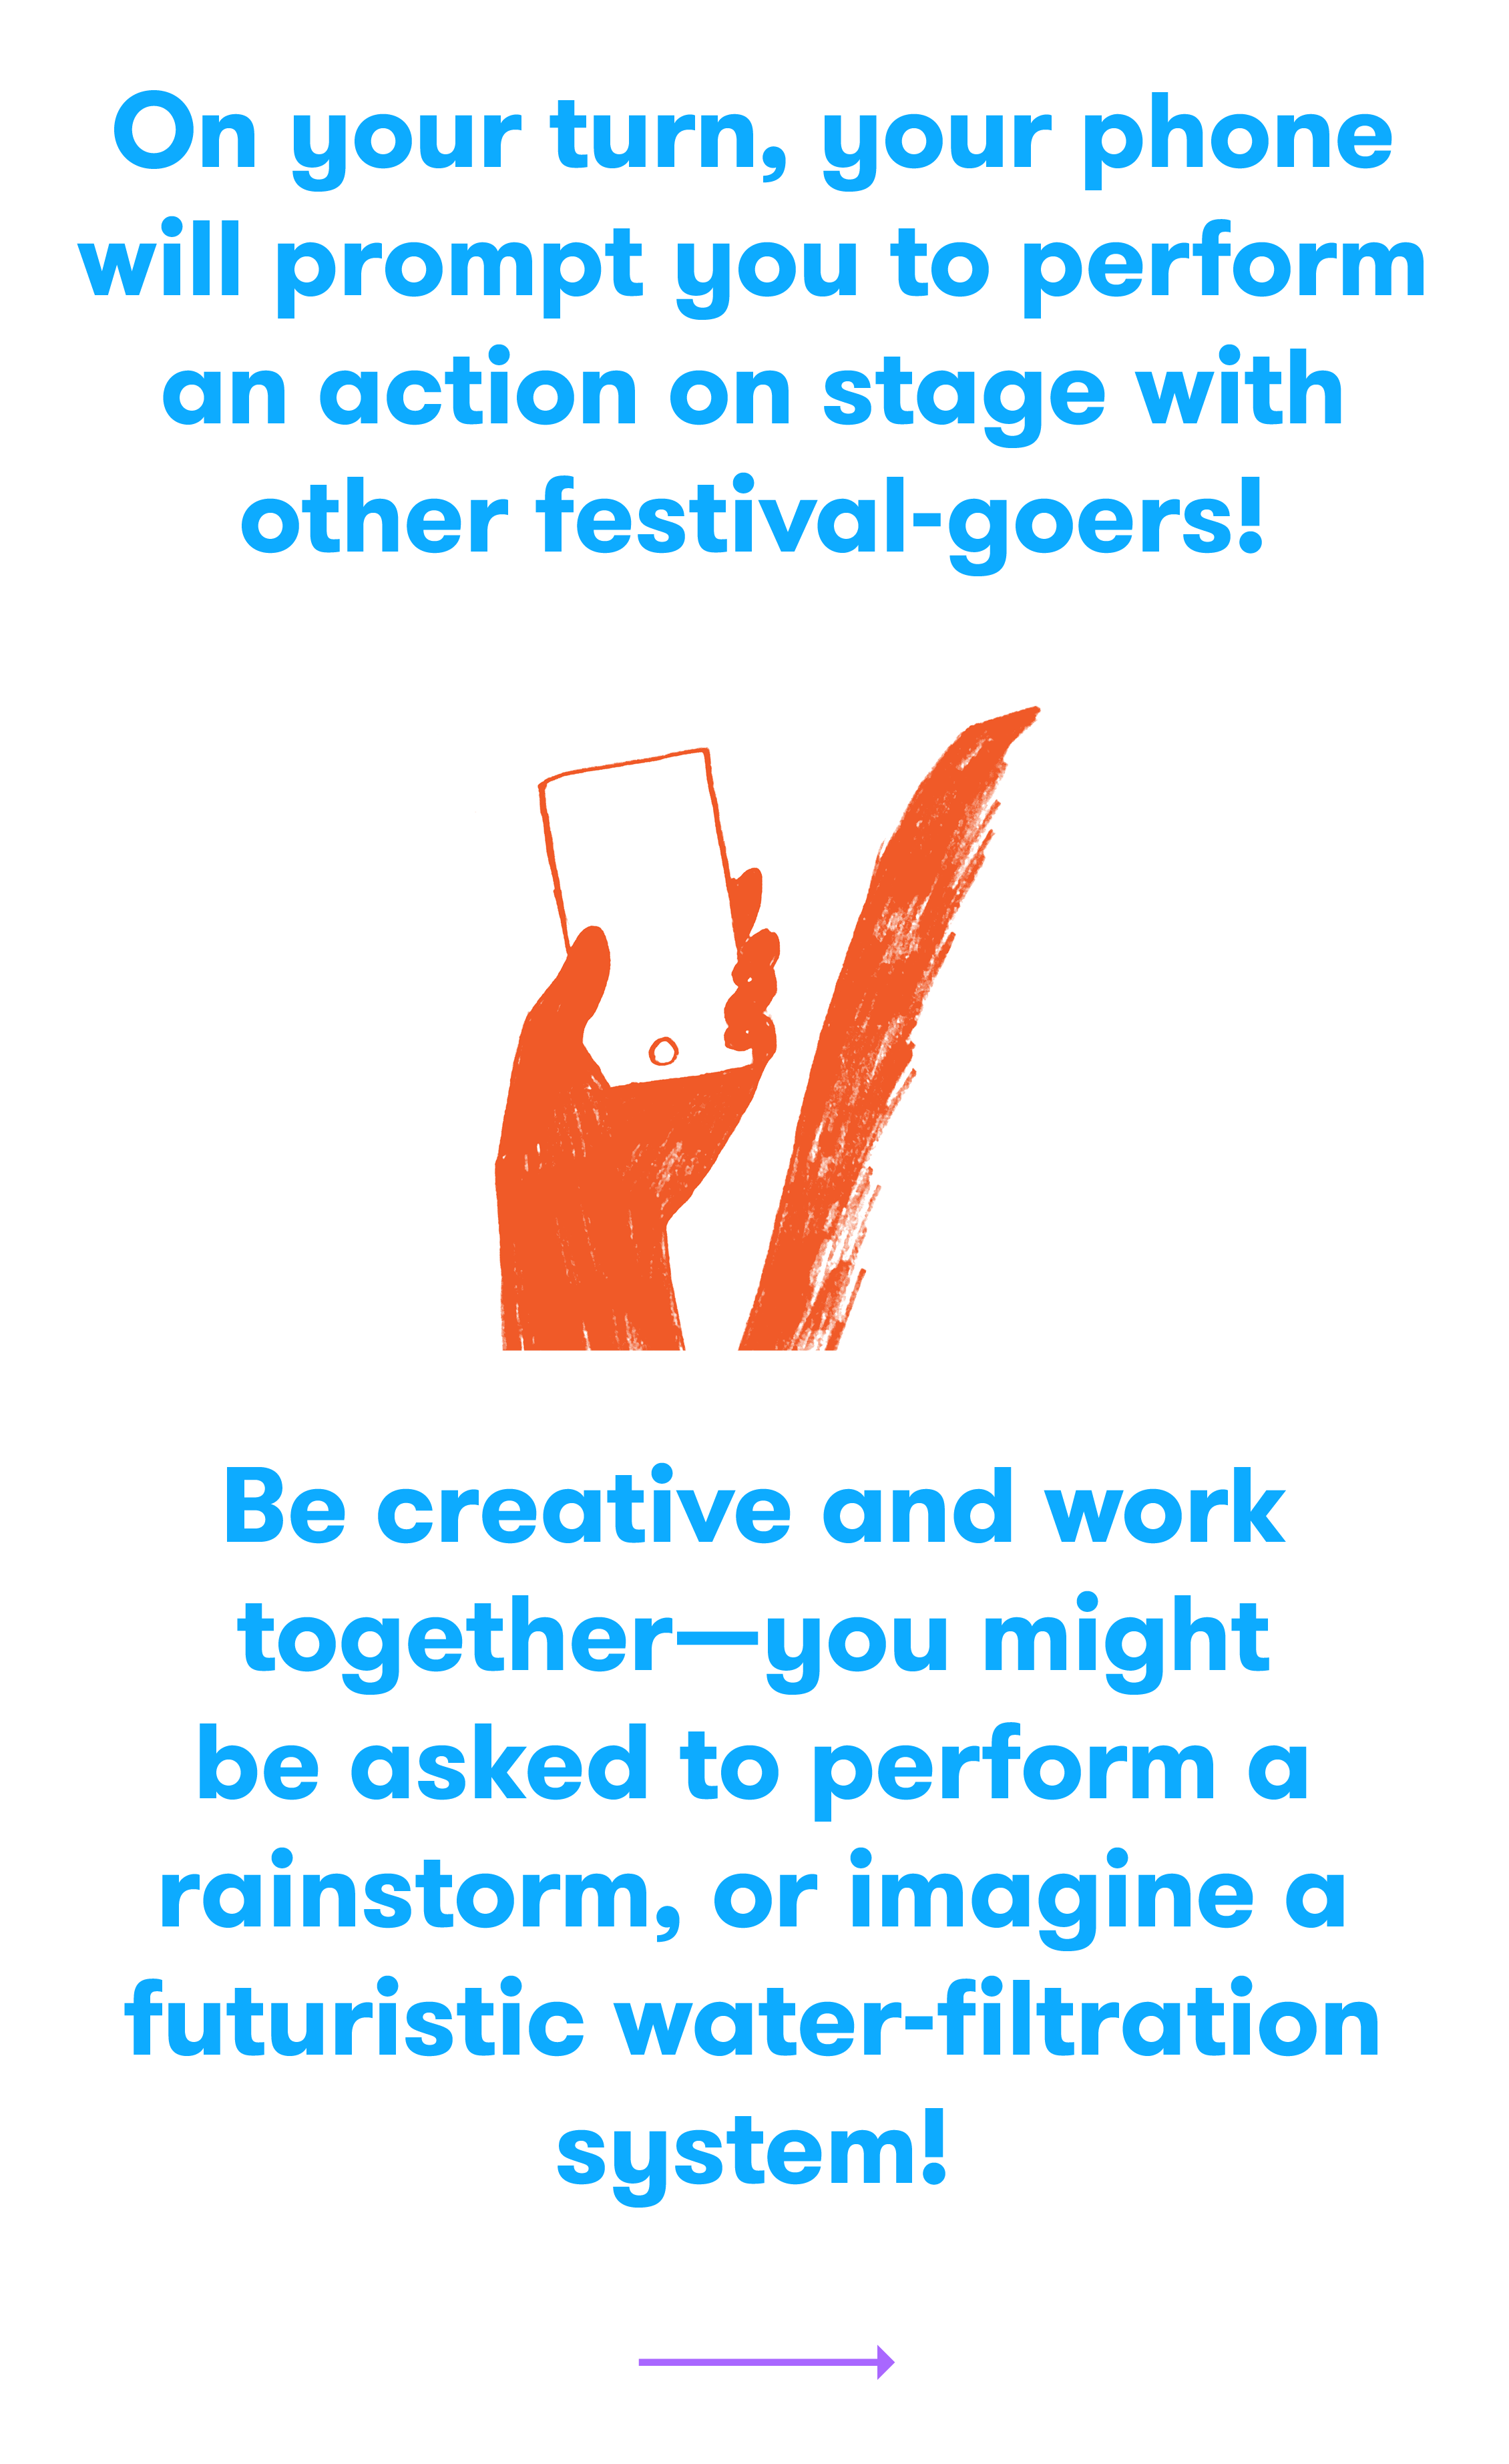 On your turn, your phone
will prompt you to perform
an action on stage with
other festival-goers!
Be creative and work
together—you might
be asked to perform a
rainstorm, or imagine a
futuristic water-filtration
system!